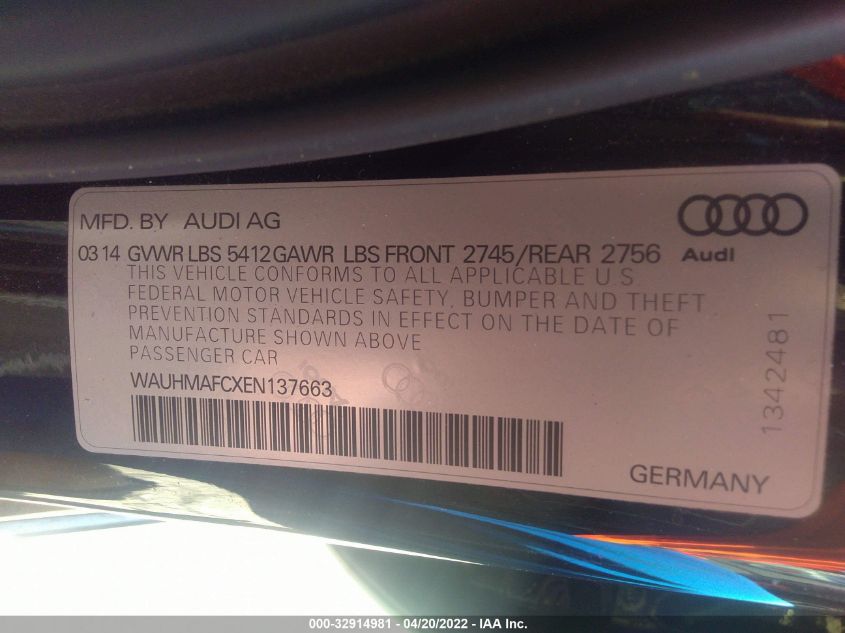 MFD. BY AUDI AG
0314 GVWR LBS 5412 GAWR LBS FRONT 2745/REAR 2756
Audi
THIS VEHICLE CONFORMS TO ALL APPLICABLE U S
FEDERAL MOTOR VEHICLE SAFETY, BUMPER AND THEFT
PREVENTION STANDARDS IN EFFECT ON THE DATE OF
MANUFACTURE SHOWN ABOVE
PASSENGER CAR
WAUHMAFCXEN137663
1342481
GERMANY
000-32914981 - 04/20/2022 - IAA Inc.